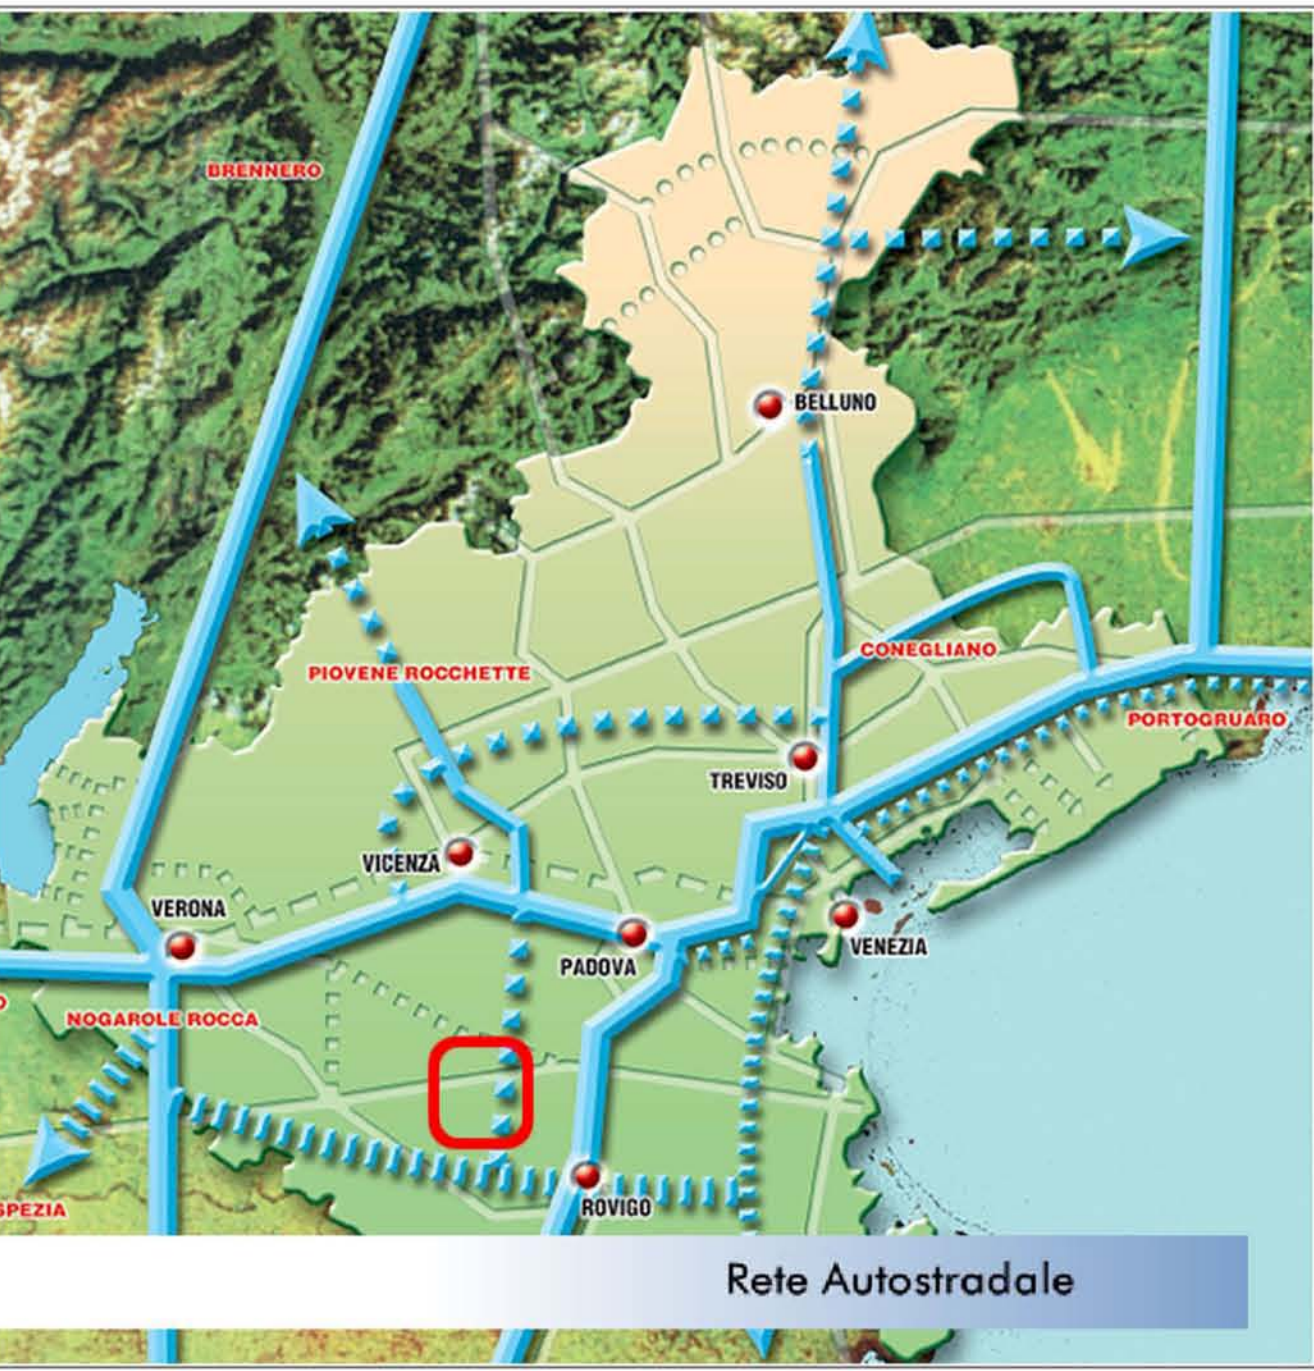 BRENNERO
BELLUNO
CONEGLIANO
PIOVENE ROCCHETTE
PORTOGRUARO
TREVISO
VICENZA
VERONA
VENEZIA
PADOVA
NOGAROLE ROCCA
ROVIGO
SPEZIA
Rete Autostradale